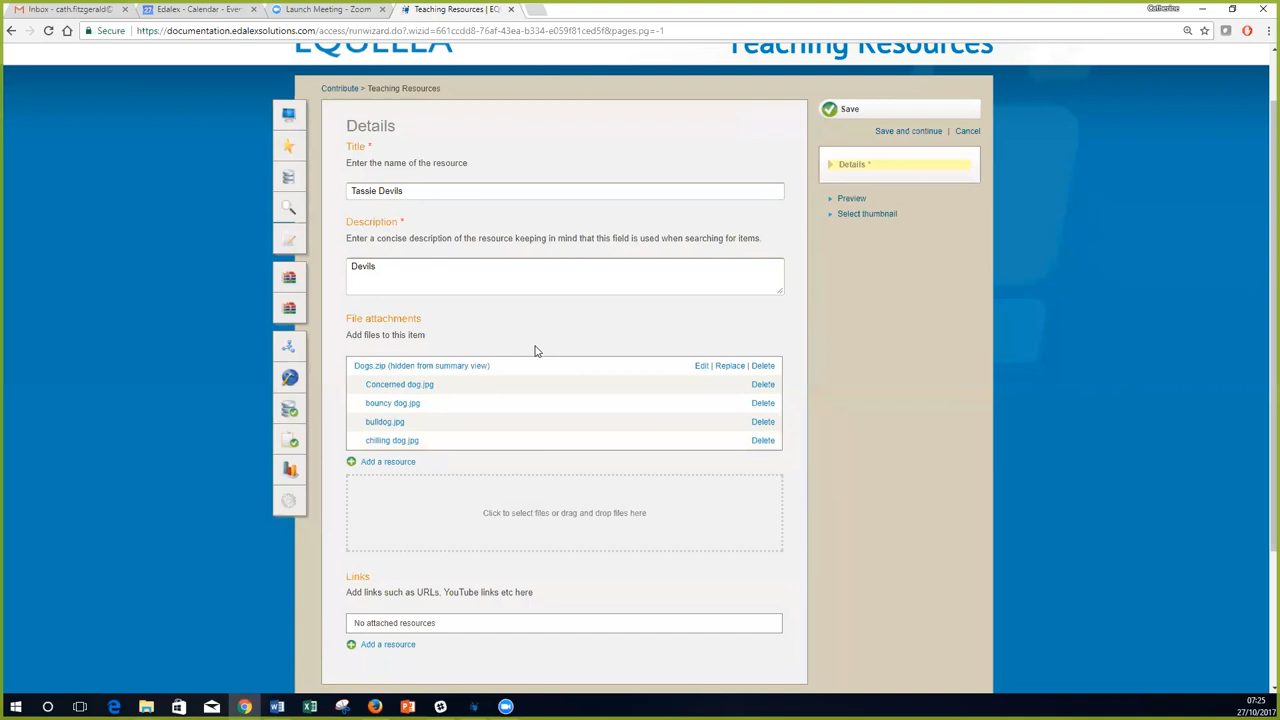 Inbox - cath.fitzgerald@
Edalex - Calendar - Eve
Launch Meeting - Zoom
Teaching Resources | EQ
Catherine
Secure
https://documentation.edalexsolutions.com/access/runwizard.do?.wizid=661ccdd8-76af-43ea-b334-e059f81ced5f&pages.pg=-1
EQUELLA
Teaching Resources
Contribute > Teaching Resources
Save
Save and continue | Cancel
Details *
Preview
Select thumbnail
Details
Title *
Enter the name of the resource
Tassie Devils
Description *
Enter a concise description of the resource keeping in mind that this field is used when searching for items.
Devils
File attachments
Add files to this item
Dogs.zip (hidden from summary view) Edit | Replace | Delete
Concerned dog.jpg Delete
bouncy dog.jpg Delete
bulldog.jpg Delete
chilling dog.jpg Delete
Add a resource
Click to select files or drag and drop files here
Links
Add links such as URLs, YouTube links etc here
No attached resources
Add a resource
07:25
27/10/2017